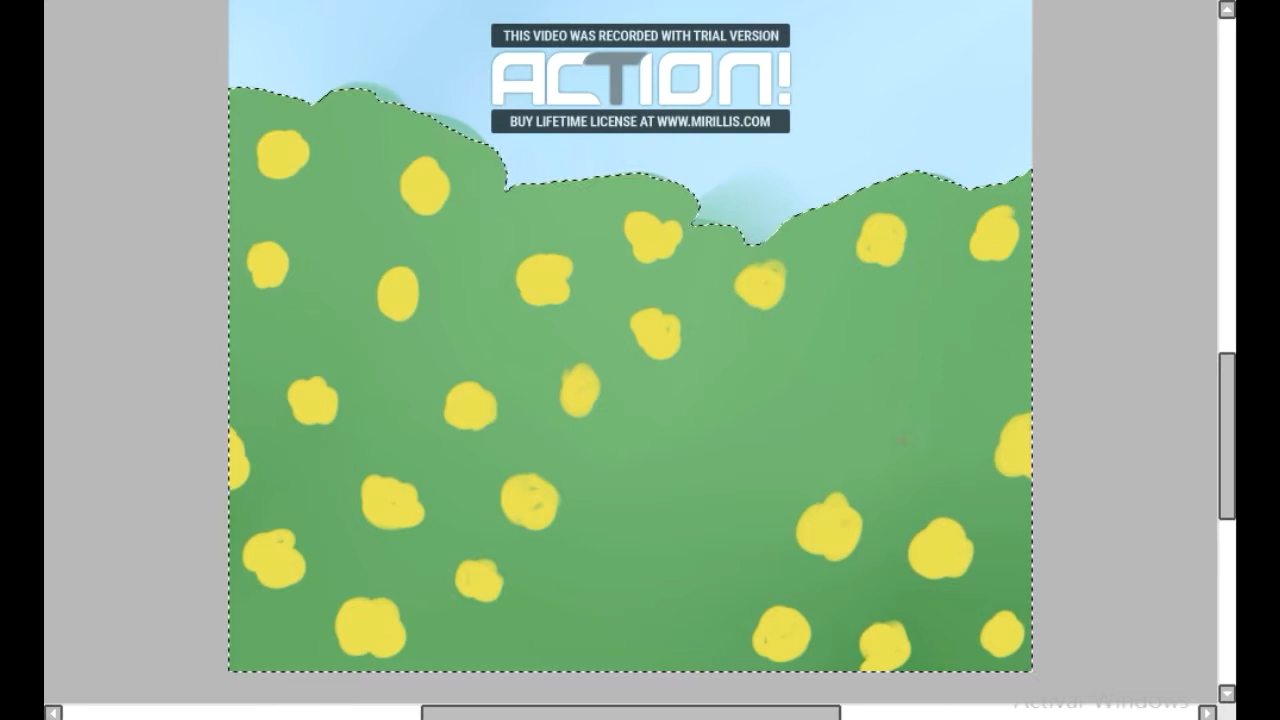 THIS VIDEO WAS RECORDED WITH TRIAL VERSION
ACTION!
BUY LIFETIME LICENSE AT WWW.MIRILLIS.COM
Activar Windows